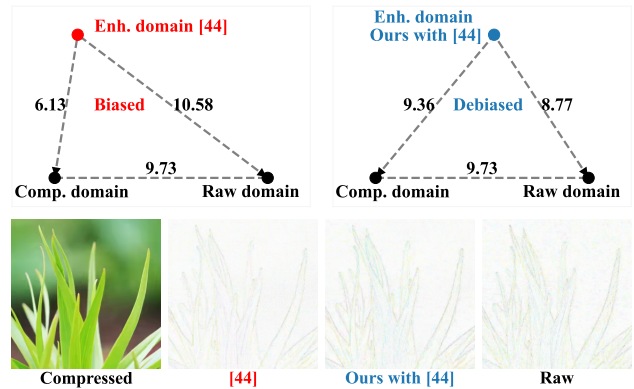 Enh. domain [44]
6.13
Biased
10.58
9.73
Comp. domain
Raw domain
Enh. domain
Ours with [44]
9.36
Debiased
8.77
9.73
Comp. domain
Raw domain
Compressed
[44]
Ours with [44]
Raw